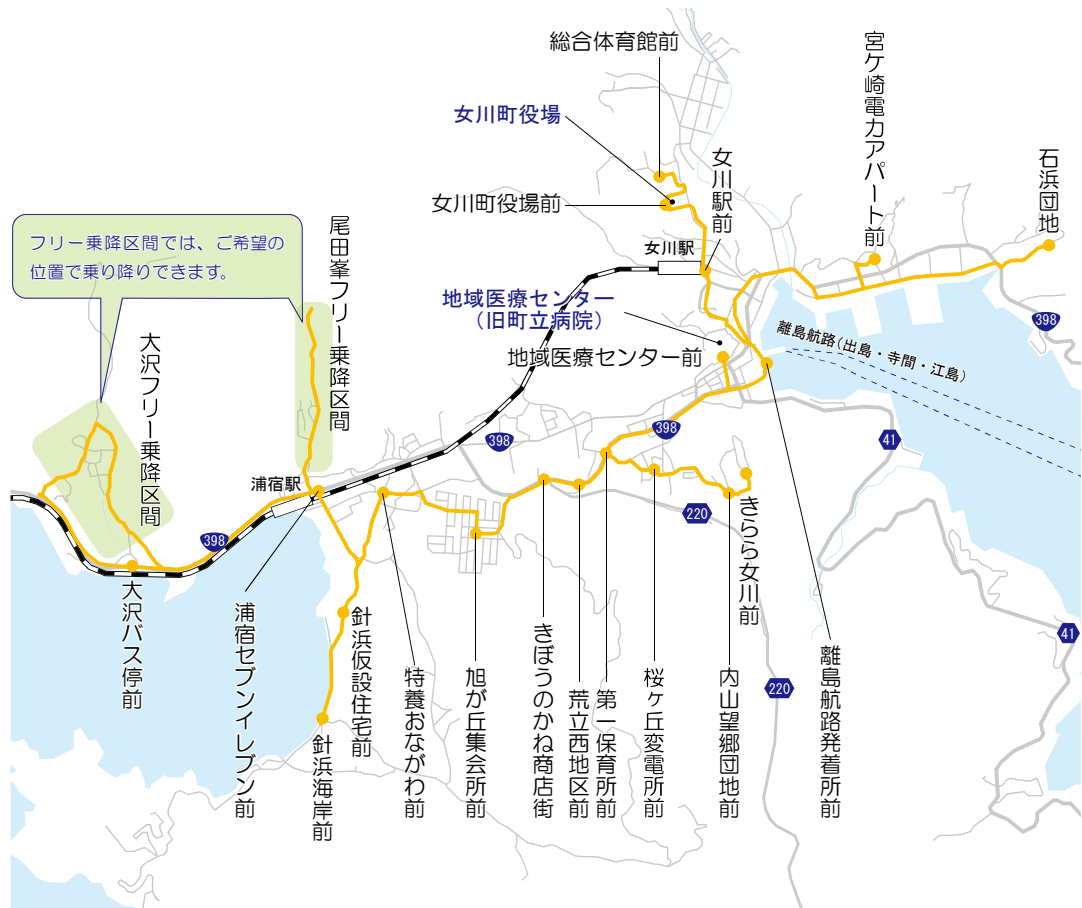 総合体育館前
女川町役場
女川町役場前
女川駅前
宮ケ崎電力アパート前
石浜団地
フリー乗降区間では、ご希望の
位置で乗り降りできます。
尾田峯フリー乗降区間
大沢フリー乗降区間
女川駅
地域医療センター
（旧町立病院）
地域医療センター前
離島航路（出島・寺間・江島）
398
398
398
398
41
41
220
220
浦宿駅
大沢バス停前
浦宿セブンイレブン前
針浜仮設住宅前
針浜海岸前
特養おながわ前
旭が丘集会所前
きぼうのかね商店街
荒立西地区前
第一保育所前
桜ヶ丘変電所前
内山望郷団地前
きらら女川前
離島航路発着所前